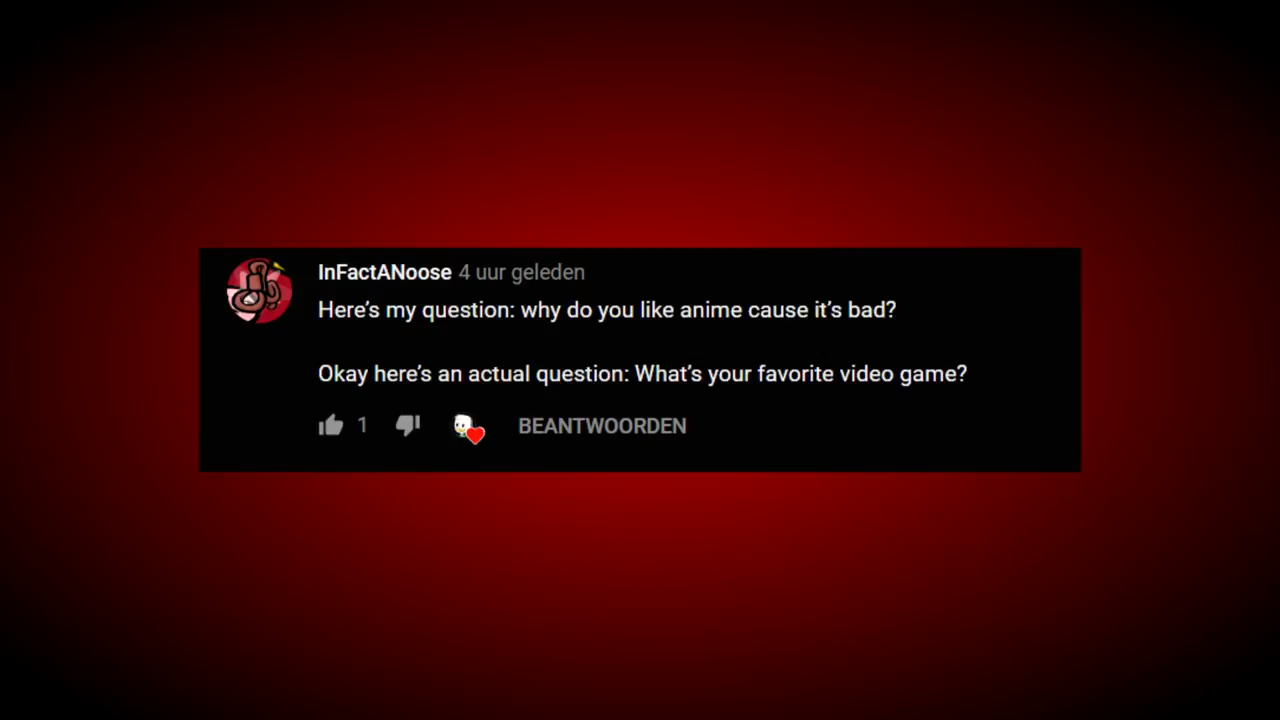 InFactANoose 4 uur geleden
Here's my question: why do you like anime cause it's bad?
Okay here's an actual question: What's your favorite video game?
1 BEANTWOORDEN